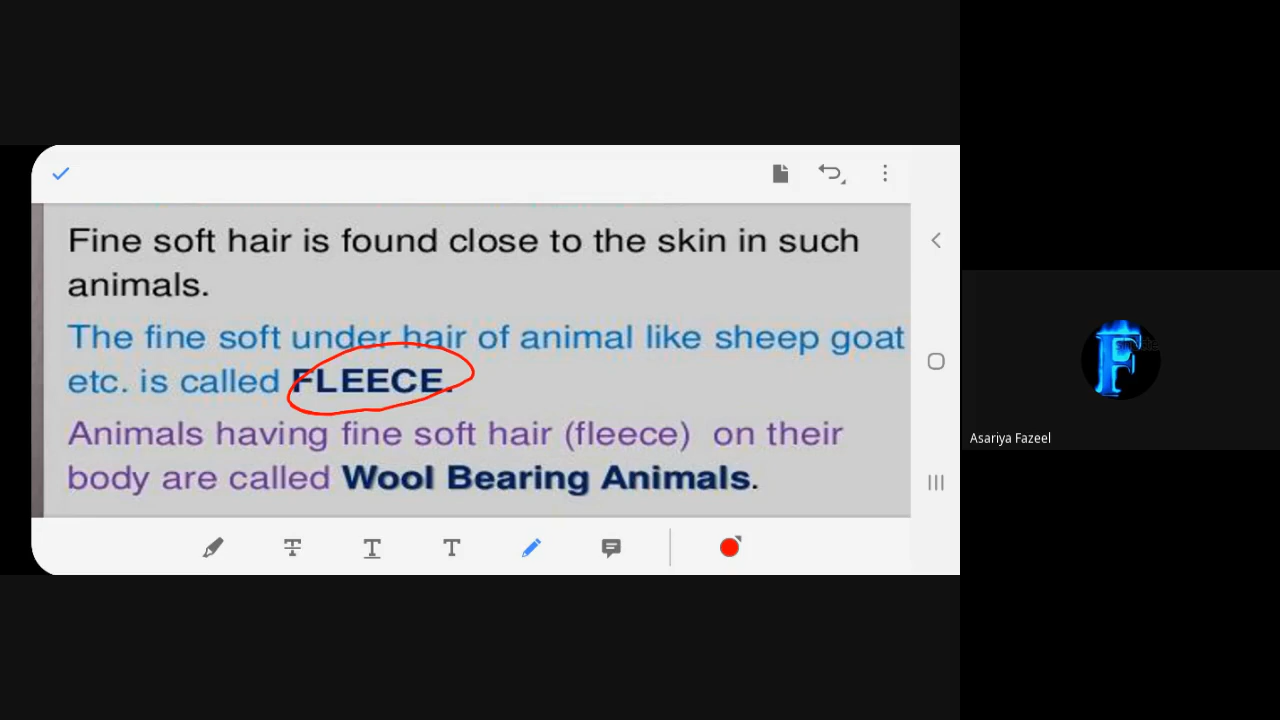 Fine soft hair is found close to the skin in such
animals.
The fine soft under hair of animal like sheep goat
etc. is called FLEECE.
Animals having fine soft hair (fleece) on their
body are called Wool Bearing Animals.
T T T
F
Asariya Fazeel